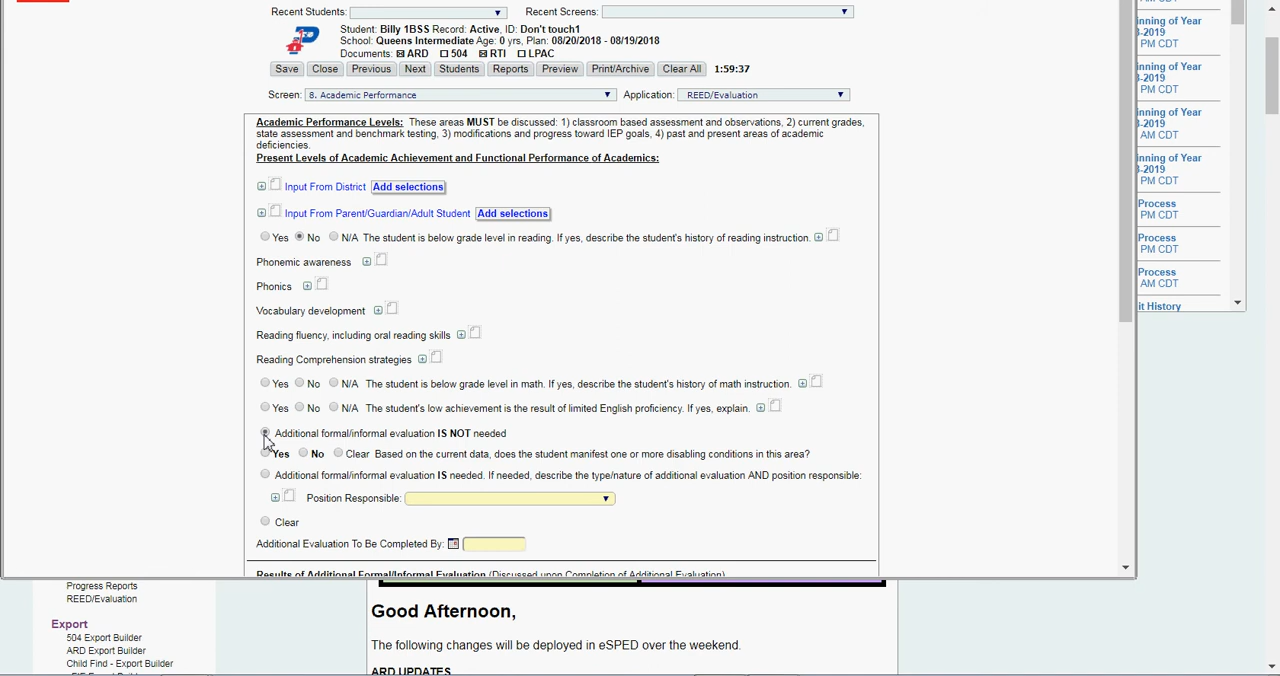 Recent Students: Recent Screens:
Student: Billy 1BSS Record: Active, ID: Don't touch1
School: Queens Intermediate Age: 0 yrs, Plan: 08/20/2018 - 08/19/2018
Documents: ARD 504 RTI LPAC
Save Close Previous Next Students Reports Preview Print/Archive Clear All 1:59:37
Screen: 8. Academic Performance Application: REED/Evaluation
Academic Performance Levels: These areas MUST be discussed: 1) classroom based assessment and observations, 2) current grades,
state assessment and benchmark testing, 3) modifications and progress toward IEP goals, 4) past and present areas of academic
deficiencies.
Present Levels of Academic Achievement and Functional Performance of Academics:
Input From District Add selections
Input From Parent/Guardian/Adult Student Add selections
Yes No N/A The student is below grade level in reading. If yes, describe the student's history of reading instruction.
Phonemic awareness
Phonics
Vocabulary development
Reading fluency, including oral reading skills
Reading Comprehension strategies
Yes No N/A The student is below grade level in math. If yes, describe the student's history of math instruction.
Yes No N/A The student's low achievement is the result of limited English proficiency. If yes, explain.
Additional formal/informal evaluation IS NOT needed
Yes No Clear Based on the current data, does the student manifest one or more disabling conditions in this area?
Additional formal/informal evaluation IS needed. If needed, describe the type/nature of additional evaluation AND position responsible:
Position Responsible:
Clear
Additional Evaluation To Be Completed By:
Results of Additional Formal/Informal Evaluation (Discussed upon Completion of Additional Evaluation)
inning of Year
-2019
PM CDT
inning of Year
-2019
PM CDT
inning of Year
-2019
AM CDT
inning of Year
-2019
PM CDT
Process
PM CDT
Process
PM CDT
Process
AM CDT
it History
Progress Reports
REED/Evaluation
Export
504 Export Builder
ARD Export Builder
Child Find - Export Builder
Good Afternoon,
The following changes will be deployed in eSPED over the weekend.
ARD UPDATES